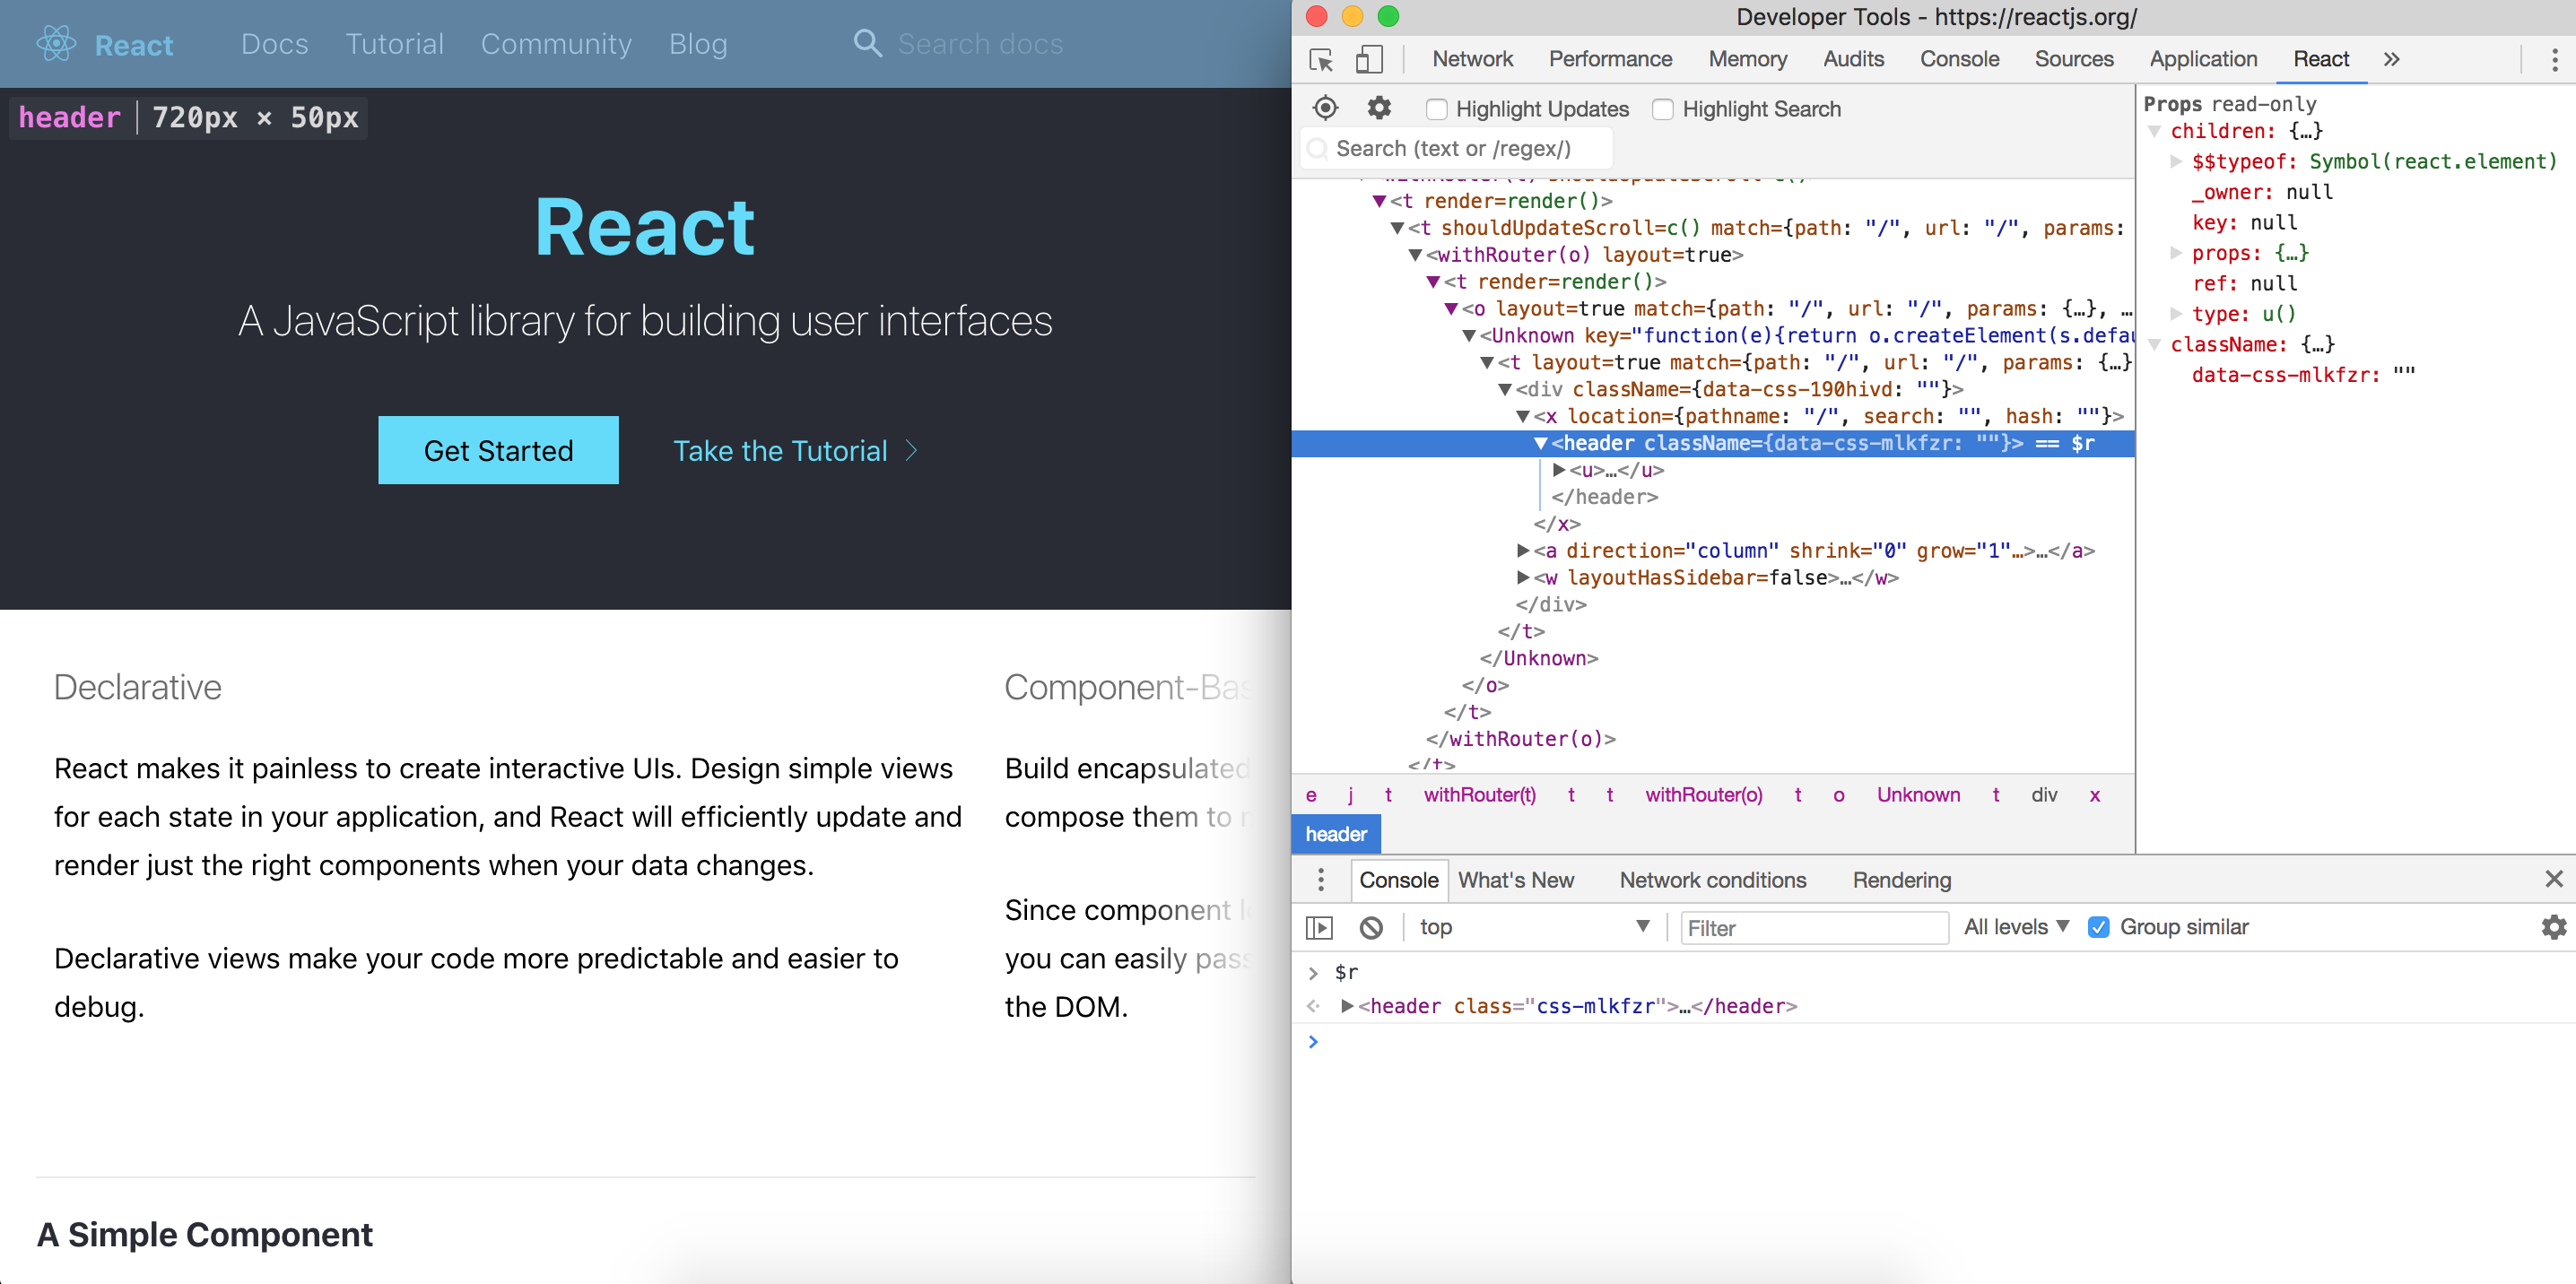 React Docs Tutorial Community Blog Search docs
header 720px × 50px
React
A JavaScript library for building user interfaces
Get Started Take the Tutorial
Declarative
React makes it painless to create interactive UIs. Design simple views
for each state in your application, and React will efficiently update and
render just the right components when your data changes.
Declarative views make your code more predictable and easier to
debug.
Component-Bas
Build encapsulated
compose them to
Since component
you can easily pass
the DOM.
A Simple Component
Developer Tools - https://reactjs.org/
Network Performance Memory Audits Console Sources Application React »
Highlight Updates Highlight Search
Search (text or /regex/)
<t render=render()>
<t shouldUpdateScroll=c() match={path: "/", url: "/", params:
<withRouter(o) layout=true>
<t render=render()>
<o layout=true match={path: "/", url: "/", params: {…}, …
<Unknown key="function(e){return o.createElement(s.defau
<t layout=true match={path: "/", url: "/", params: {…}
<div className={data-css-190hivd: ""}>
<x location={pathname: "/", search: "", hash: ""}>
<header className={data-css-mlkfzr: ""}> == $r
<u>…</u>
</header>
</x>
<a direction="column" shrink="0" grow="1"…>…</a>
<w layoutHasSidebar=false>…</w>
</div>
</t>
</Unknown>
</o>
</t>
</withRouter(o)>
</t>
e j t withRouter(t) t t withRouter(o) t o Unknown t div x
header
Props read-only
children: {…}
$$typeof: Symbol(react.element)
_owner: null
key: null
props: {…}
ref: null
type: u()
className: {…}
data-css-mlkfzr: ""
Console What's New Network conditions Rendering
top Filter All levels Group similar
> $r
<header class="css-mlkfzr">…</header>
>